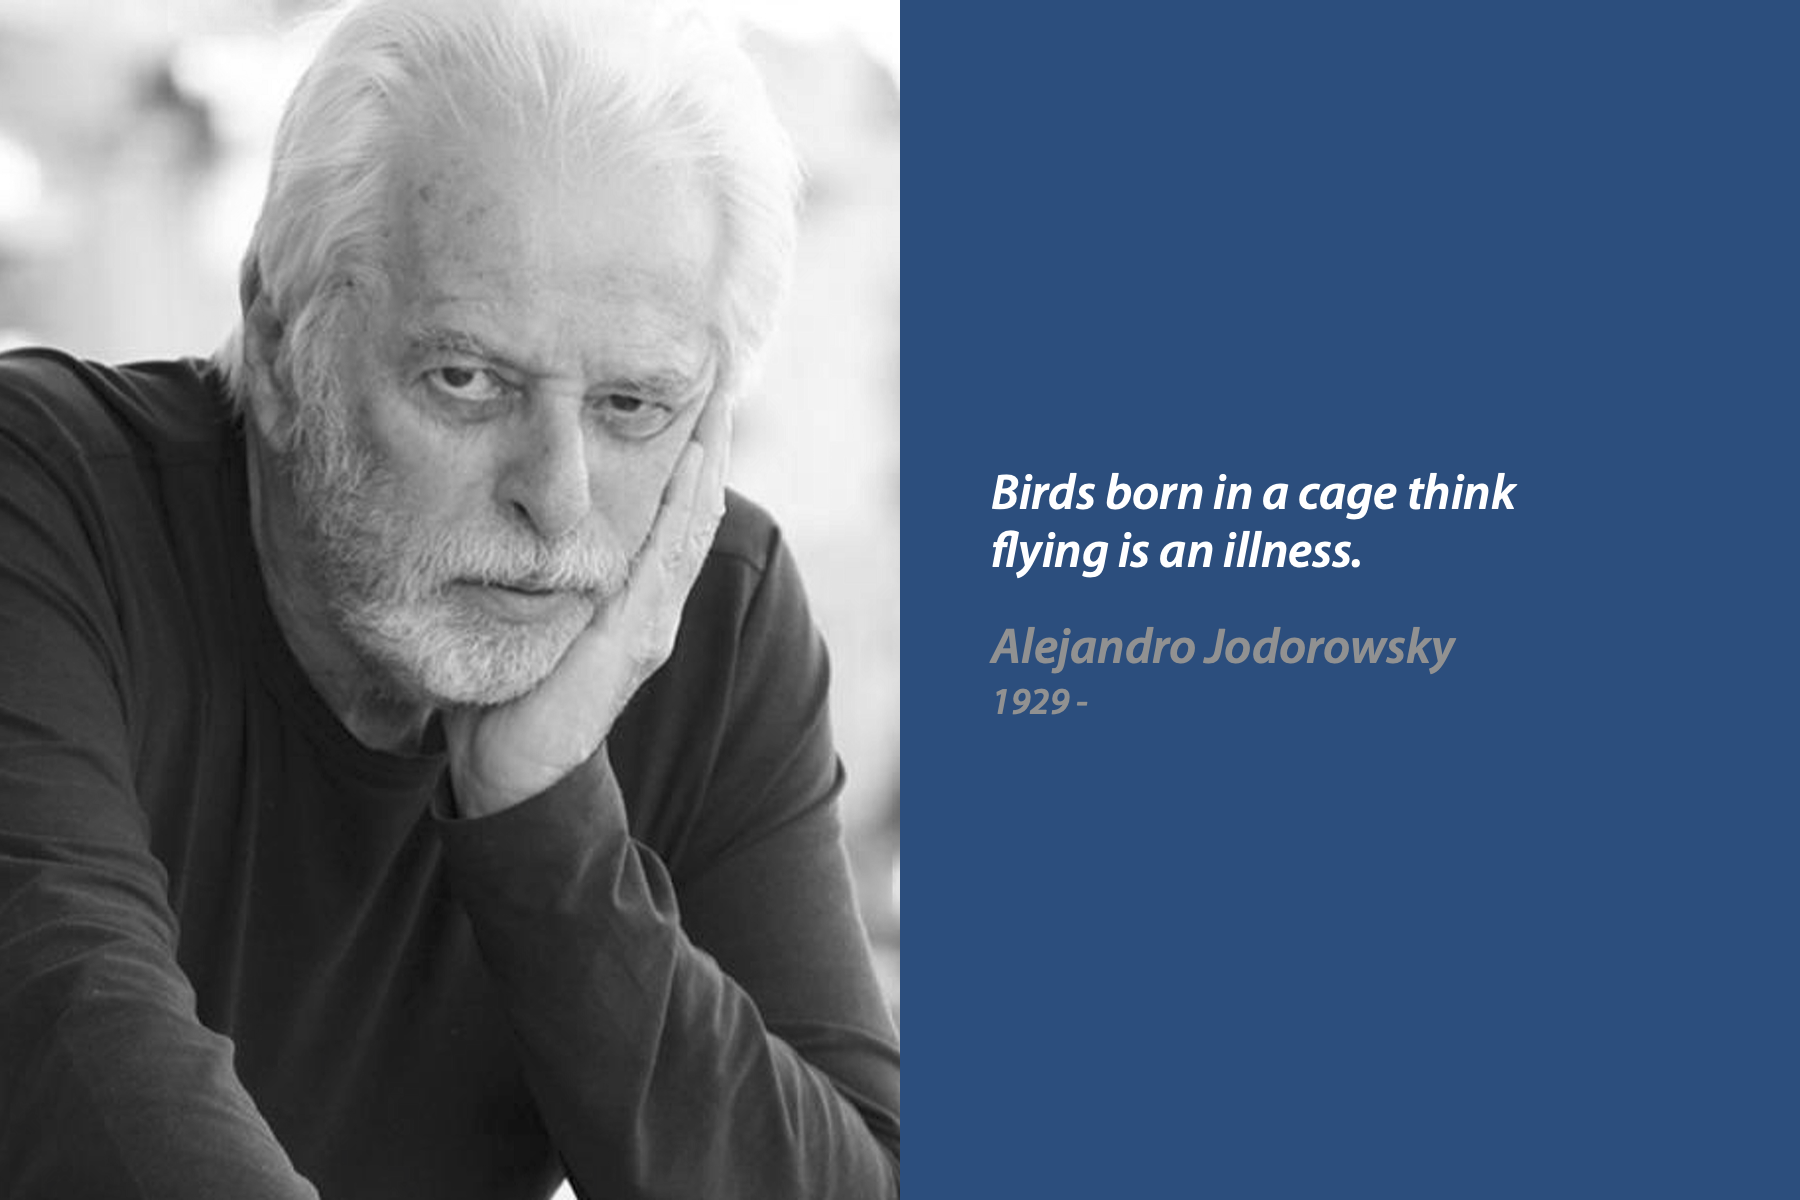 Birds born in a cage think
flying is an illness.
Alejandro Jodorowsky
1929 -